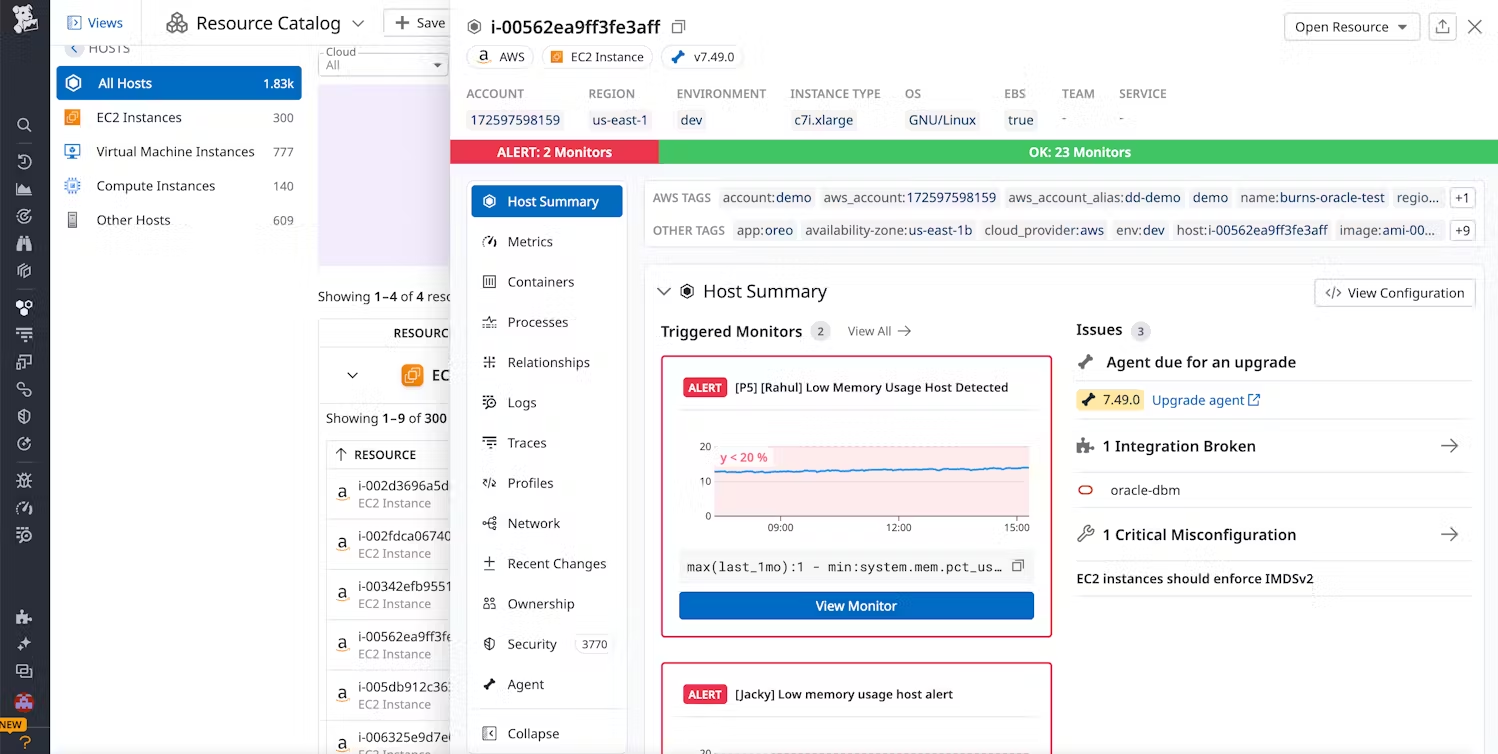 Views
Resource Catalog
Save
HOSTS
All Hosts 1.83k
EC2 Instances 300
Virtual Machine Instances 777
Compute Instances 140
Other Hosts 609
NEW
Cloud
All
Showing 1–4 of 4 reso
RESOURC
EC
Showing 1–9 of 300
RESOURCE
i-002d3696a5d
EC2 Instance
i-002fdca06740
EC2 Instance
i-00342efb9551
EC2 Instance
i-00562ea9ff3fe
EC2 Instance
i-005db912c363
EC2 Instance
i-006325e9d7e
EC2 Instance
i-00562ea9ff3fe3aff
Open Resource
AWS EC2 Instance v7.49.0
ACCOUNT REGION ENVIRONMENT INSTANCE TYPE OS EBS TEAM SERVICE
172597598159 us-east-1 dev c7i.xlarge GNU/Linux true - -
ALERT: 2 Monitors OK: 23 Monitors
Host Summary
Metrics
Containers
Processes
Relationships
Logs
Traces
Profiles
Network
Recent Changes
Ownership
Security 3770
Agent
Collapse
AWS TAGS account:demo aws_account:172597598159 aws_account_alias:dd-demo demo name:burns-oracle-test regio... +1
OTHER TAGS app:oreo availability-zone:us-east-1b cloud_provider:aws env:dev host:i-00562ea9ff3fe3aff image:ami-00... +9
Host Summary
</> View Configuration
Triggered Monitors 2 View All
ALERT [P5] [Rahul] Low Memory Usage Host Detected
20
y < 20 %
10
0
09:00 12:00 15:00
max(last_1mo):1 - min:system.mem.pct_us...
View Monitor
ALERT [Jacky] Low memory usage host alert
20
Issues 3
Agent due for an upgrade
7.49.0 Upgrade agent
1 Integration Broken
oracle-dbm
1 Critical Misconfiguration
EC2 instances should enforce IMDSv2